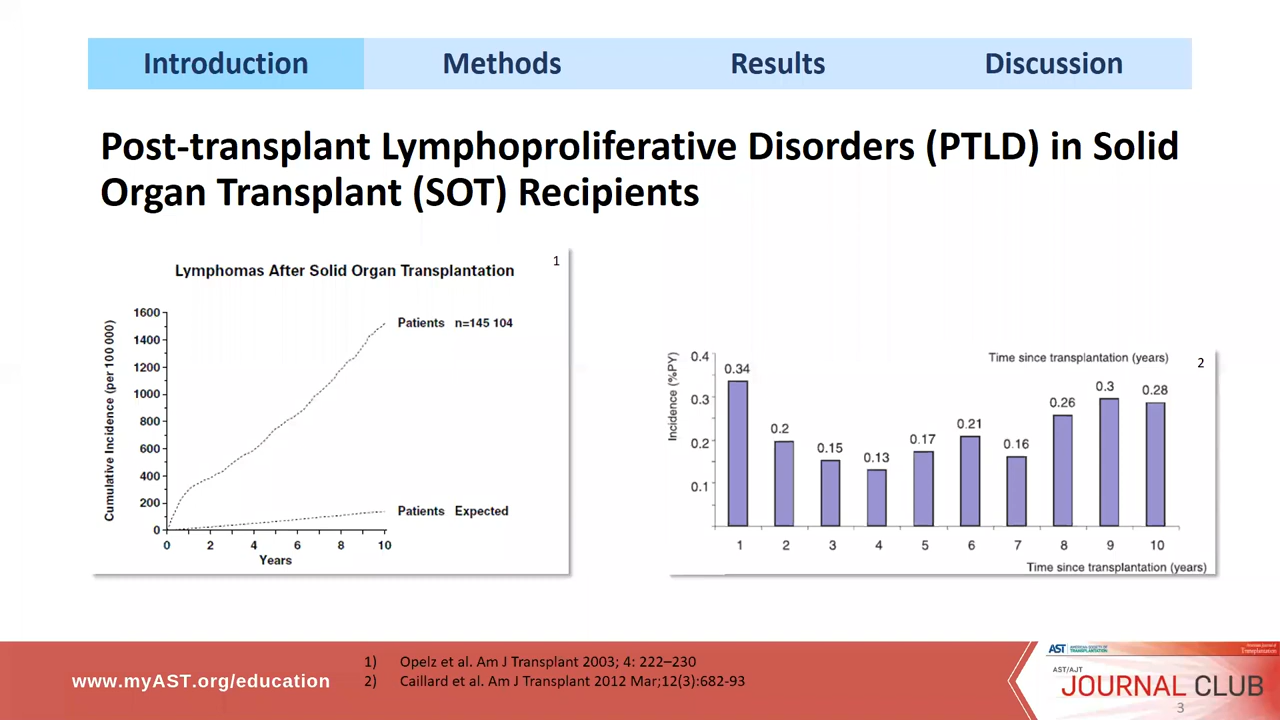 Introduction Methods Results Discussion
Post-transplant Lymphoproliferative Disorders (PTLD) in Solid
Organ Transplant (SOT) Recipients
Lymphomas After Solid Organ Transplantation
1
Cumulative Incidence (per 100 000)
1600
1400
1200
1000
800
600
400
200
0
Patients n=145 104
Patients Expected
0 2 4 6 8 10
Years
Time since transplantation (years)
2
Incidence (%PY)
0.4
0.3
0.2
0.1
0.34
0.2
0.15
0.13
0.17
0.21
0.16
0.26
0.3
0.28
1 2 3 4 5 6 7 8 9 10
Time since transplantation (years)
www.myAST.org/education
1) Opelz et al. Am J Transplant 2003; 4: 222–230
2) Caillard et al. Am J Transplant 2012 Mar;12(3):682-93
AST AMERICAN SOCIETY OF
TRANSPLANTATION
AST/AJT
JOURNAL CLUB
3